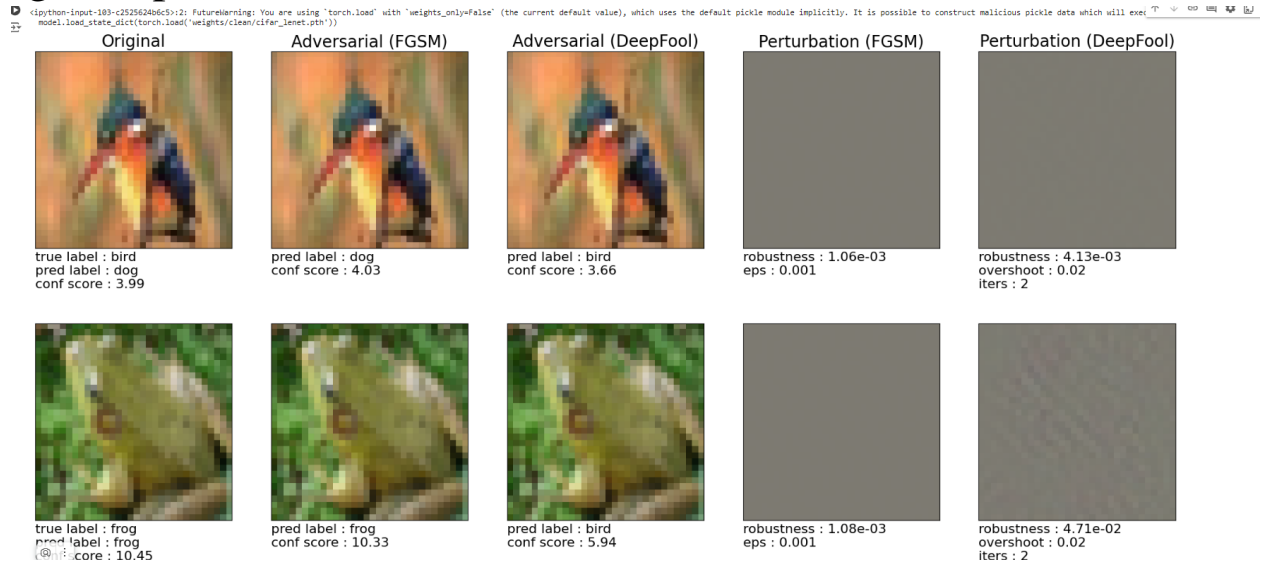 <ipython-input-103-c2525624b6c5>:2: FutureWarning: You are using `torch.load` with `weights_only=False` (the current default value), which uses the default pickle module implicitly. It is possible to construct malicious pickle data which will
model.load_state_dict(torch.load('weights/clean/cifar_lenet.pth'))
Original Adversarial (FGSM) Adversarial (DeepFool) Perturbation (FGSM) Perturbation (DeepFool)
true label : bird pred label : dog pred label : bird robustness : 1.06e-03 robustness : 4.13e-03
pred label : dog conf score : 4.03 conf score : 3.66 eps : 0.001 overshoot : 0.02
conf score : 3.99 iters : 2
true label : frog pred label : frog pred label : bird robustness : 1.08e-03 robustness : 4.71e-02
pred label : frog conf score : 10.33 conf score : 5.94 eps : 0.001 overshoot : 0.02
score : 10.45 iters : 2